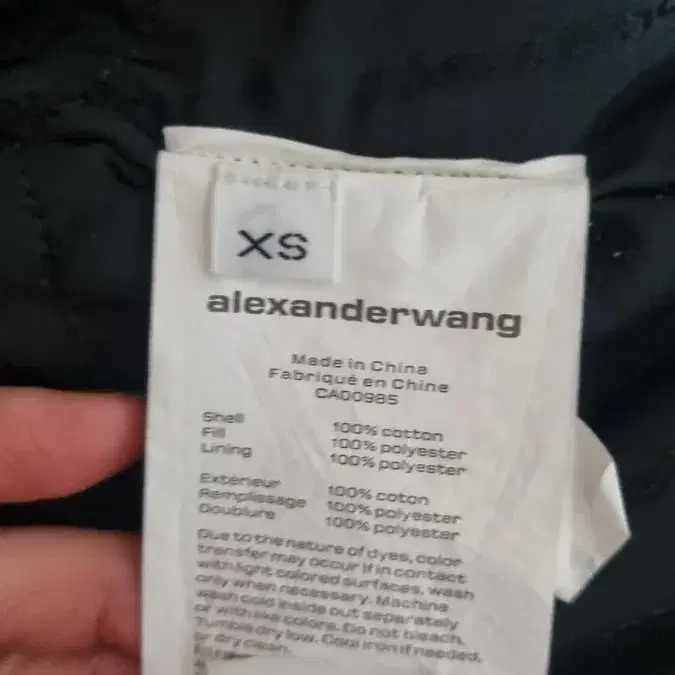 XS
alexanderwang
Made in China
Fabriqué en Chine
CA00985
Shell 100% cotton
Fill 100% polyester
Lining 100% polyester
Extérieur 100% coton
Remplissage 100% polyester
Doublure 100% polyester
Due to the nature of dyes, color
transfer may occur if in contact
with light colored surfaces, wash
only when necessary. Machine
wash cold inside out separately
or with like colors. Do not bleach.
Tumble dry low. Cool iron if needed,
or dry clean.